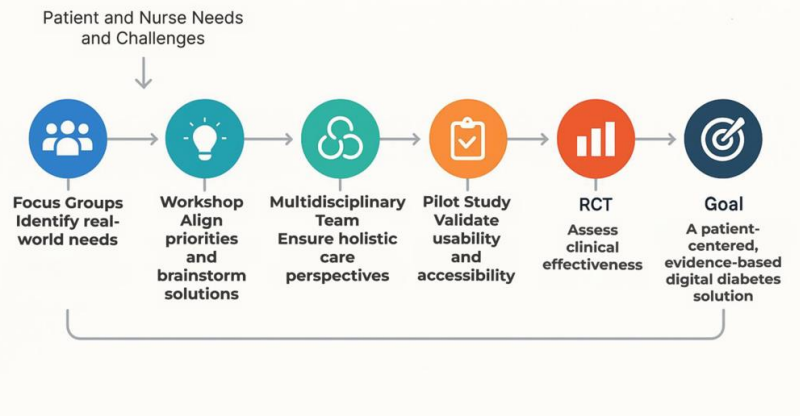 Patient and Nurse Needs
and Challenges
Focus Groups
Identify real-
world needs
Workshop
Align
priorities
and
brainstorm
solutions
Multidisciplinary
Team
Ensure holistic
care
perspectives
Pilot Study
Validate
usability
and
accessibility
RCT
Assess
clinical
effectiveness
Goal
A patient-
centered,
evidence-based
digital diabetes
solution